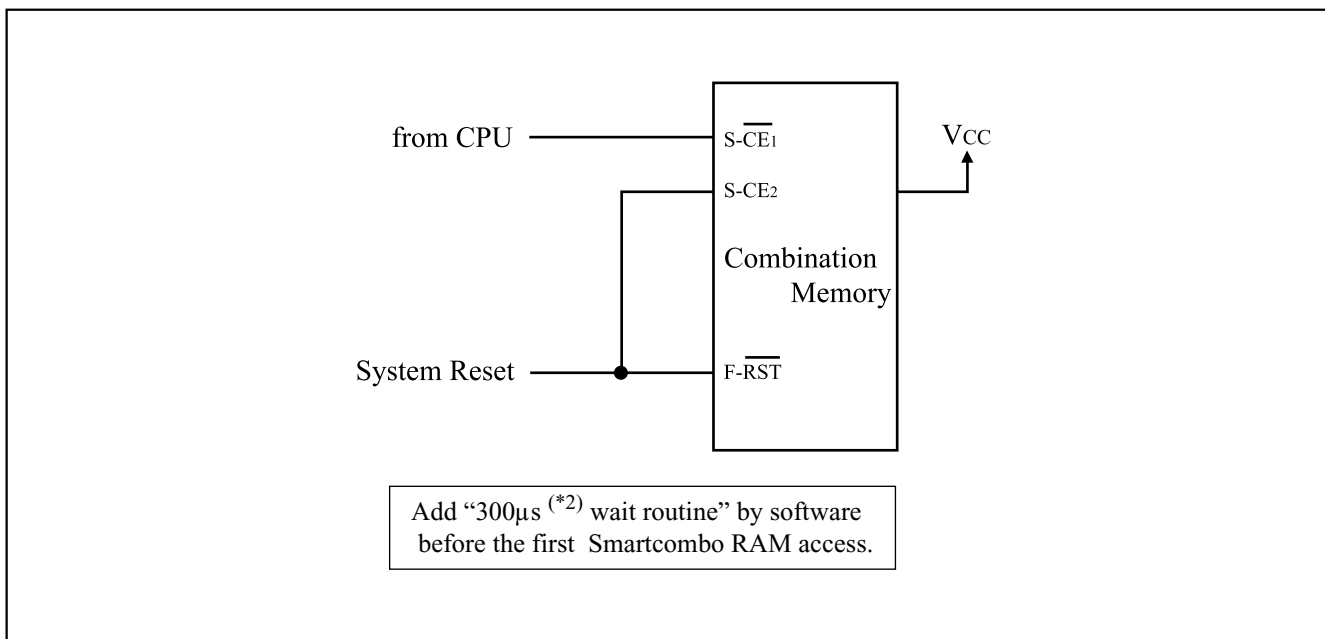 from CPU
S-CE1
VCC
S-CE2
Combination
Memory
System Reset
F-RST
Add “300µs (*2) wait routine” by software
before the first Smartcombo RAM access.